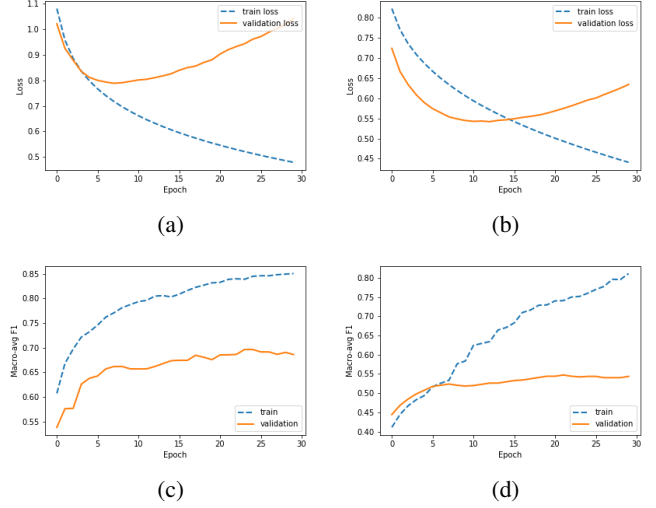 1.1
1.0
0.9
0.8
0.7
0.6
0.5
Loss
0 5 10 15 20 25 30
Epoch
train loss
validation loss
(a)
0.80
0.75
0.70
0.65
0.60
0.55
0.50
0.45
Loss
0 5 10 15 20 25 30
Epoch
train loss
validation loss
(b)
0.85
0.80
0.75
0.70
0.65
0.60
0.55
Macro-avg F1
0 5 10 15 20 25 30
Epoch
train
validation
(c)
0.80
0.75
0.70
0.65
0.60
0.55
0.50
0.45
0.40
Macro-avg F1
0 5 10 15 20 25 30
Epoch
train
validation
(d)